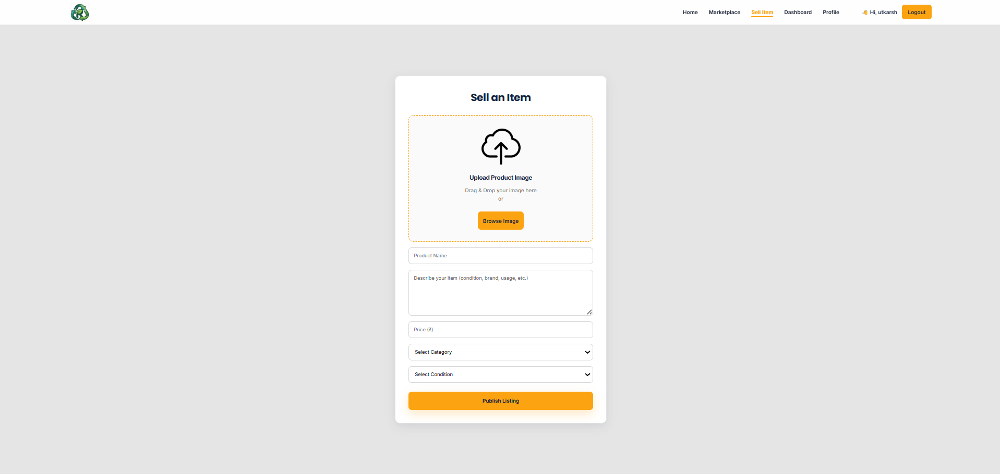 Home Marketplace Sell Item Dashboard Profile 👋 Hi, utkarsh Logout
Sell an Item
Upload Product Image
Drag & Drop your image here
or
Browse Image
Product Name
Describe your item (condition, brand, usage, etc.)
Price (₹)
Select Category
Select Condition
Publish Listing